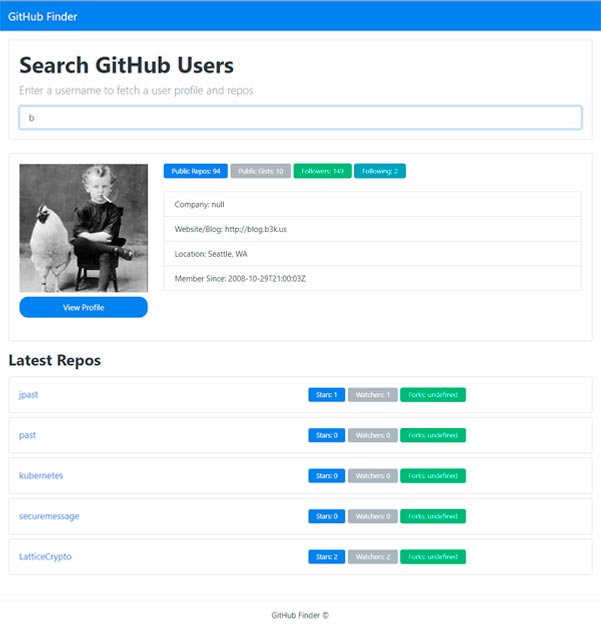 GitHub Finder
Search GitHub Users
Enter a username to fetch a user profile and repos
b
Public Repos: 94 Public Gists: 10 Followers: 149 Following: 2
Company: null
Website/Blog: http://blog.b3k.us
Location: Seattle, WA
Member Since: 2008-10-29T21:00:03Z
View Profile
Latest Repos
jpast Stars: 1 Watchers: 1 Forks: undefined
past Stars: 0 Watchers: 0 Forks: undefined
kubernetes Stars: 0 Watchers: 0 Forks: undefined
securemessage Stars: 0 Watchers: 0 Forks: undefined
LatticeCrypto Stars: 2 Watchers: 2 Forks: undefined
GitHub Finder ©